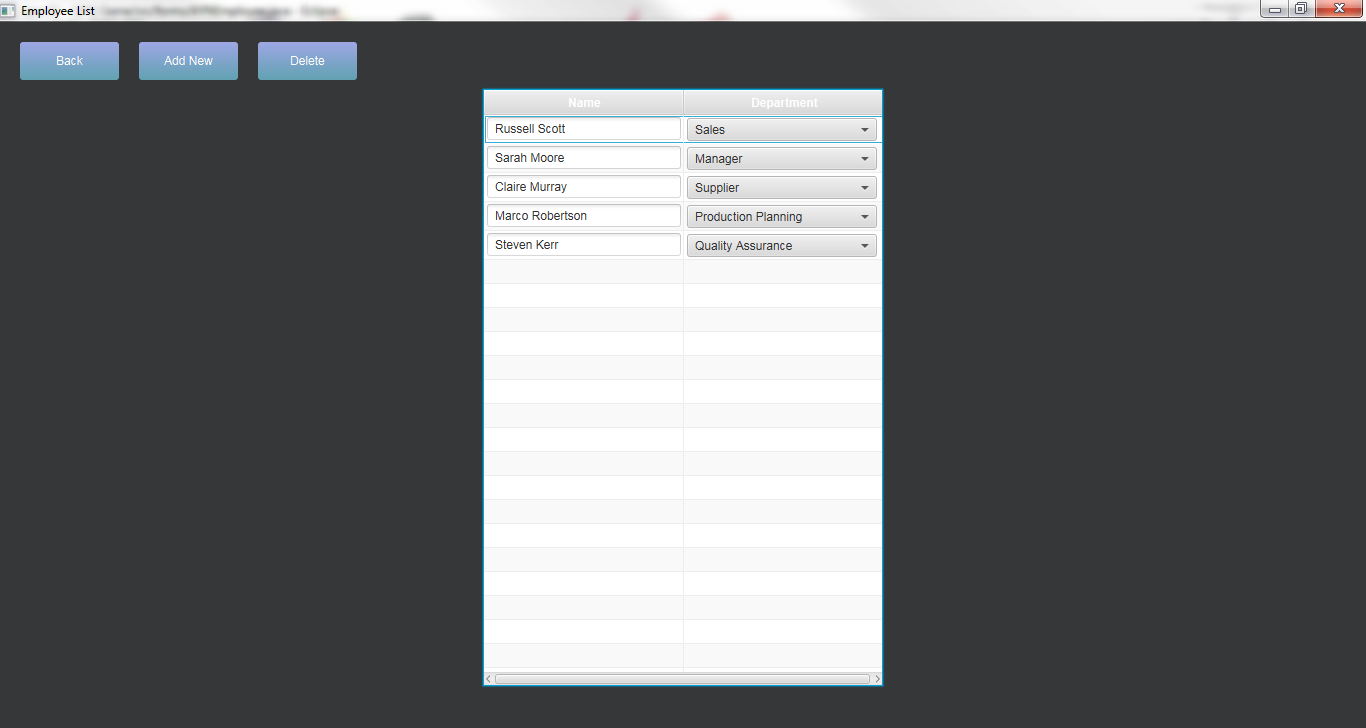 Employee List
Back Add New Delete
Name Department
Russell Scott Sales
Sarah Moore Manager
Claire Murray Supplier
Marco Robertson Production Planning
Steven Kerr Quality Assurance